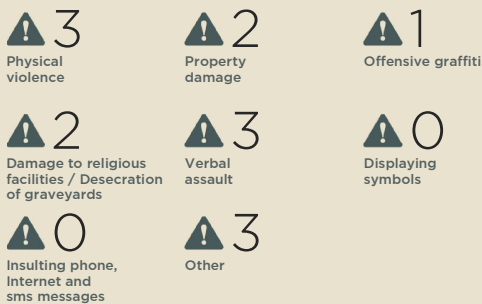 3
Physical
violence
2
Property
damage
1
Offensive graffiti
2
Damage to religious
facilities / Desecration
of graveyards
3
Verbal
assault
0
Displaying
symbols
0
Insulting phone,
Internet and
sms messages
3
Other